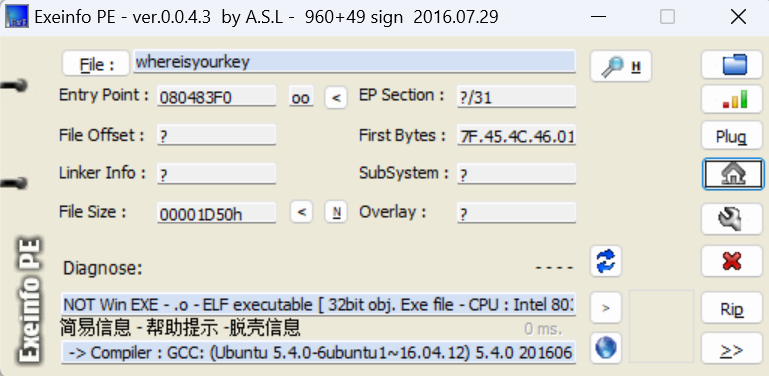 Exeinfo PE - ver.0.0.4.3 by A.S.L - 960+49 sign 2016.07.29
File : whereisyourkey H
Entry Point : 080483F0 oo < EP Section : ?/31
File Offset : ? First Bytes : 7F.45.4C.46.01 Plug
Linker Info : ? SubSystem : ?
File Size : 00001D50h < N Overlay : ?
Diagnose: ----
NOT Win EXE - .o - ELF executable [ 32bit obj. Exe file - CPU : Intel 80 > Rip
简易信息 - 帮助提示 -脱壳信息 0 ms.
-> Compiler : GCC: (Ubuntu 5.4.0-6ubuntu1~16.04.12) 5.4.0 201606 >>
Exeinfo PE